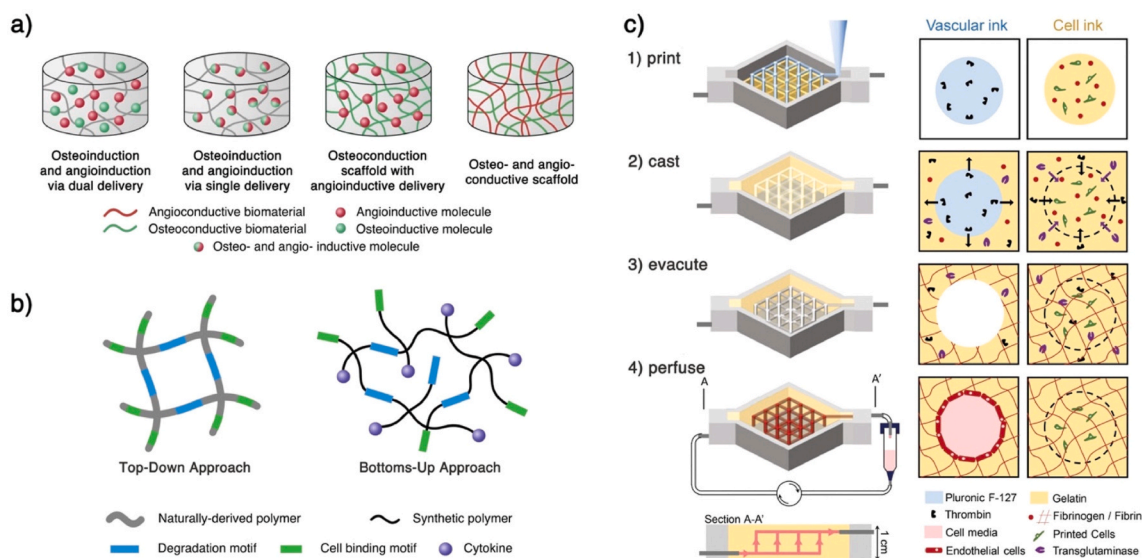 a)
Osteoinduction
and angioinduction
via dual delivery
Osteoinduction
and angioinduction
via single delivery
Osteoconduction
scaffold with
angioinductive delivery
Osteo- and angio-
conductive scaffold
Angioconductive biomaterial
Angioinductive molecule
Osteoconductive biomaterial
Osteoinductive molecule
Osteo- and angio- inductive molecule
b)
Top-Down Approach
Bottoms-Up Approach
Naturally-derived polymer
Synthetic polymer
Degradation motif
Cell binding motif
Cytokine
c)
Vascular ink
Cell ink
1) print
2) cast
3) evacute
4) perfuse
A
A'
Section A-A'
1 cm
Pluronic F-127
Gelatin
Thrombin
Fibrinogen / Fibrin
Cell media
Printed Cells
Endothelial cells
Transglutaminase